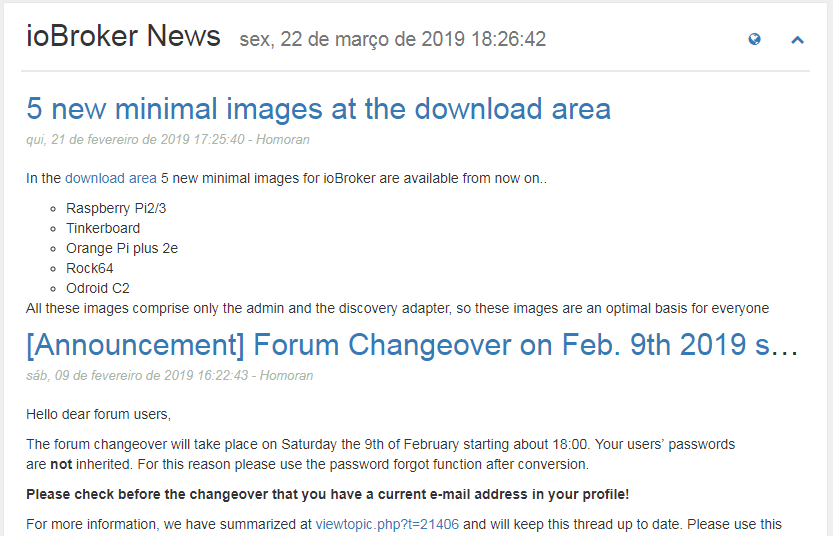 ioBroker News sex, 22 de março de 2019 18:26:42
5 new minimal images at the download area
qui, 21 de fevereiro de 2019 17:25:40 - Homoran
In the download area 5 new minimal images for ioBroker are available from now on..
Raspberry Pi2/3
Tinkerboard
Orange Pi plus 2e
Rock64
Odroid C2
All these images comprise only the admin and the discovery adapter, so these images are an optimal basis for everyone
[Announcement] Forum Changeover on Feb. 9th 2019 s...
sáb, 09 de fevereiro de 2019 16:22:43 - Homoran
Hello dear forum users,
The forum changeover will take place on Saturday the 9th of February starting about 18:00. Your users’ passwords
are not inherited. For this reason please use the password forgot function after conversion.
Please check before the changeover that you have a current e-mail address in your profile!
For more information, we have summarized at viewtopic.php?t=21406 and will keep this thread up to date. Please use this